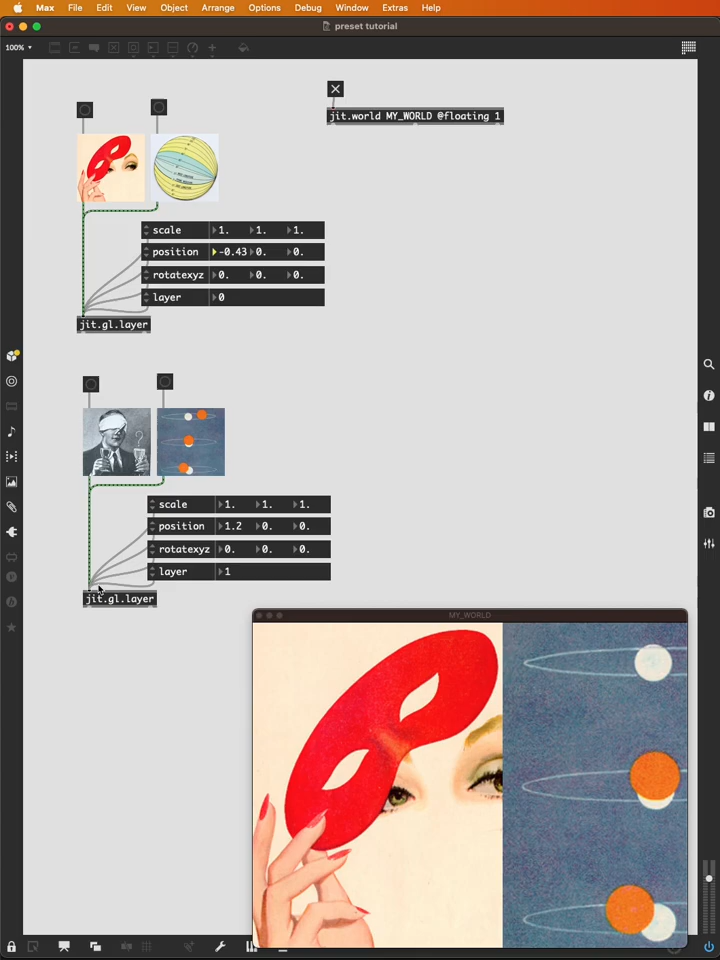 Max File Edit View Object Arrange Options Debug Window Extras Help
preset tutorial
100%
jit.world MY_WORLD @floating 1
scale 1. 1. 1.
position -0.43 0. 0.
rotatexyz 0. 0. 0.
layer 0
jit.gl.layer
?
scale 1. 1. 1.
position 1.2 0. 0.
rotatexyz 0. 0. 0.
layer 1
jit.gl.layer
MY_WORLD